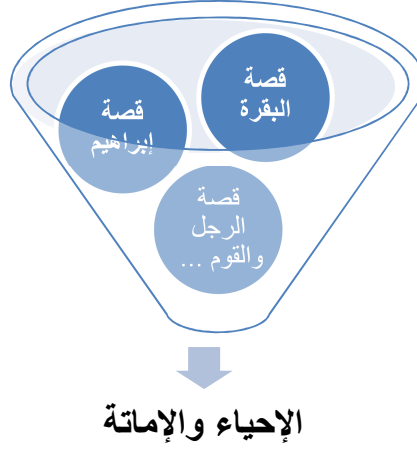 قصة
البقرة
قصة
إبراهيم
قصة
الرجل
والقوم ...
الإحياء والإماتة